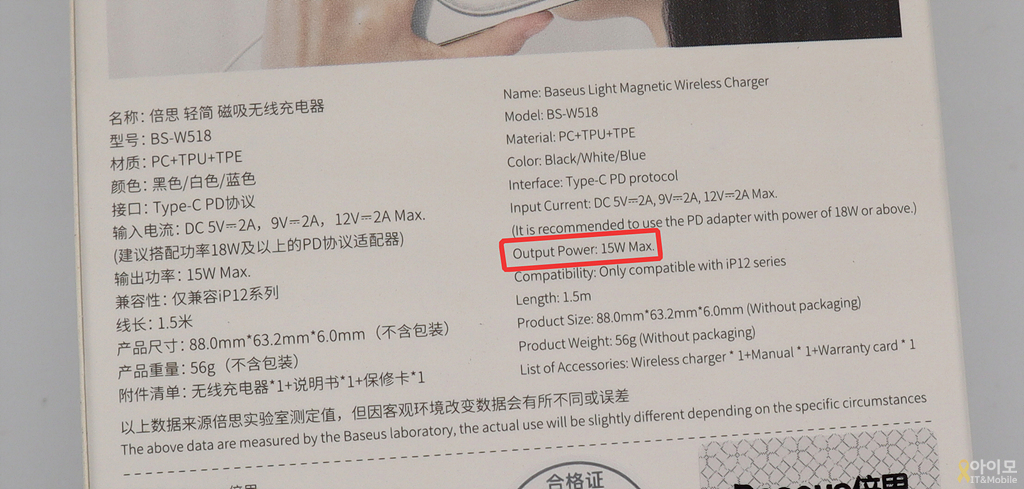 名称：倍思 轻简 磁吸无线充电器
型号：BS-W518
材质：PC+TPU+TPE
颜色：黑色/白色/蓝色
接口：Type-C PD协议
输入电流：DC 5V⎓2A，9V⎓2A，12V⎓2A Max.
(建议搭配功率18W及以上的PD协议适配器)
输出功率：15W Max.
兼容性：仅兼容iP12系列
线长：1.5米
产品尺寸：88.0mm*63.2mm*6.0mm（不含包装）
产品重量：56g（不含包装）
附件清单：无线充电器*1+说明书*1+保修卡*1
Name: Baseus Light Magnetic Wireless Charger
Model: BS-W518
Material: PC+TPU+TPE
Color: Black/White/Blue
Interface: Type-C PD protocol
Input Current: DC 5V⎓2A, 9V⎓2A, 12V⎓2A Max.
(It is recommended to use the PD adapter with power of 18W or above.)
Output Power: 15W Max.
Compatibility: Only compatible with iP12 series
Length: 1.5m
Product Size: 88.0mm*63.2mm*6.0mm (Without packaging)
Product Weight: 56g (Without packaging)
List of Accessories: Wireless charger * 1+Manual * 1+Warranty card * 1
以上数据来源倍思实验室测定值，但因客观环境改变数据会有所不同或误差
The above data are measured by the Baseus laboratory, the actual use will be slightly different depending on the specific circumstances
合格证
Baseus倍思
아이모
IT&Mobile